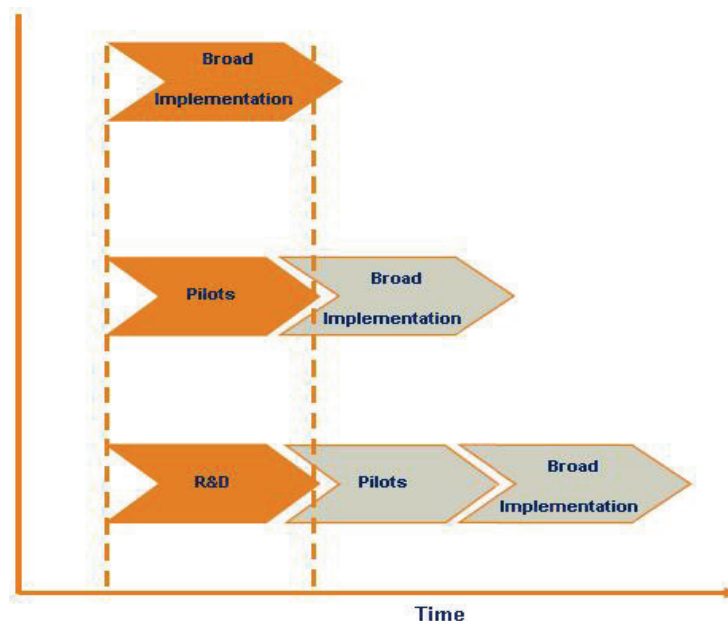 Broad
Implementation
Pilots
Broad
Implementation
R&D
Pilots
Broad
Implementation
Time